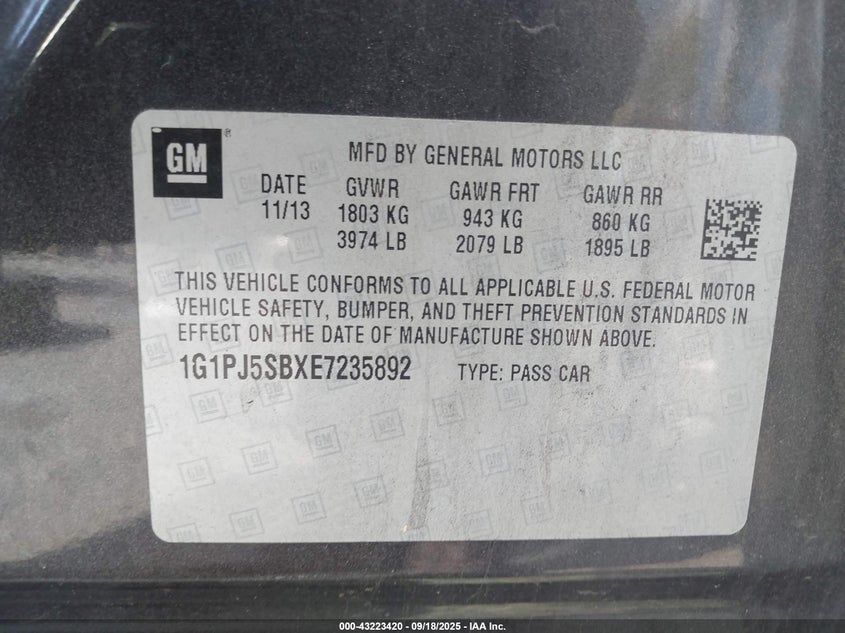 GM ®
MFD BY GENERAL MOTORS LLC
DATE GVWR GAWR FRT GAWR RR
11/13 1803 KG 943 KG 860 KG
3974 LB 2079 LB 1895 LB
THIS VEHICLE CONFORMS TO ALL APPLICABLE U.S. FEDERAL MOTOR
VEHICLE SAFETY, BUMPER, AND THEFT PREVENTION STANDARDS IN
EFFECT ON THE DATE OF MANUFACTURE SHOWN ABOVE.
1G1PJ5SBXE7235892 TYPE: PASS CAR
000-43223420 - 09/18/2025 - IAA Inc.